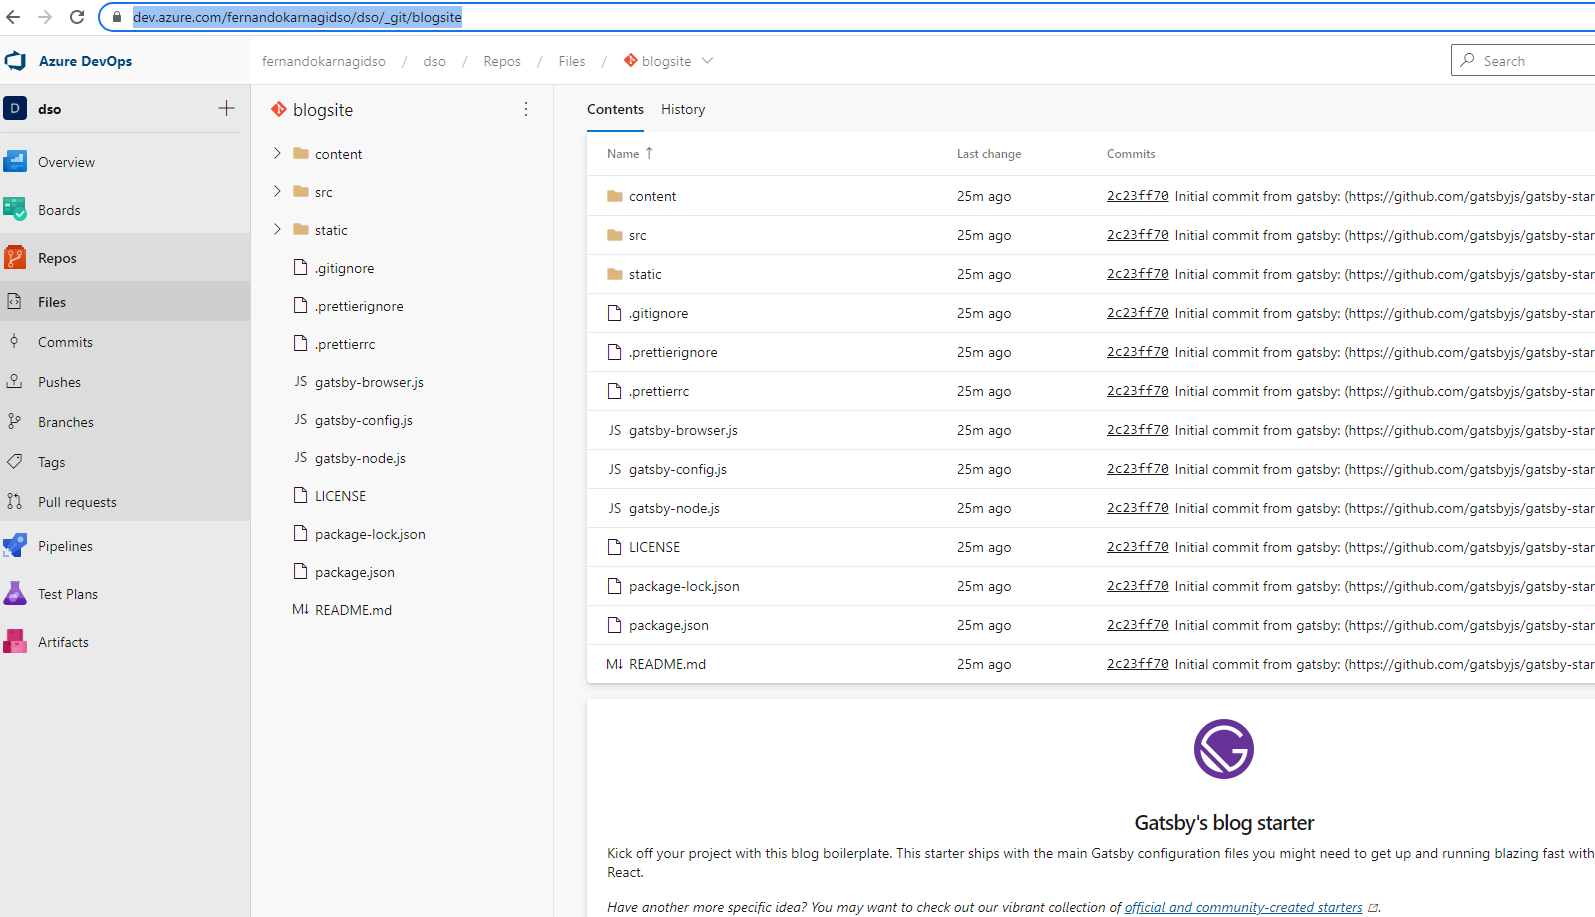 dev.azure.com/fernandokarnagidso/dso/_git/blogsite
Azure DevOps
fernandokarnagidso / dso / Repos / Files / blogsite
Search
D dso
Overview
Boards
Repos
Files
Commits
Pushes
Branches
Tags
Pull requests
Pipelines
Test Plans
Artifacts
blogsite
content
src
static
.gitignore
.prettierignore
.prettierrc
JS gatsby-browser.js
JS gatsby-config.js
JS gatsby-node.js
LICENSE
package-lock.json
package.json
M↓ README.md
Contents History
Name ↑ Last change Commits
content 25m ago 2c23ff70 Initial commit from gatsby: (https://github.com/gatsbyjs/gatsby-star
src 25m ago 2c23ff70 Initial commit from gatsby: (https://github.com/gatsbyjs/gatsby-star
static 25m ago 2c23ff70 Initial commit from gatsby: (https://github.com/gatsbyjs/gatsby-star
.gitignore 25m ago 2c23ff70 Initial commit from gatsby: (https://github.com/gatsbyjs/gatsby-star
.prettierignore 25m ago 2c23ff70 Initial commit from gatsby: (https://github.com/gatsbyjs/gatsby-star
.prettierrc 25m ago 2c23ff70 Initial commit from gatsby: (https://github.com/gatsbyjs/gatsby-star
JS gatsby-browser.js 25m ago 2c23ff70 Initial commit from gatsby: (https://github.com/gatsbyjs/gatsby-star
JS gatsby-config.js 25m ago 2c23ff70 Initial commit from gatsby: (https://github.com/gatsbyjs/gatsby-star
JS gatsby-node.js 25m ago 2c23ff70 Initial commit from gatsby: (https://github.com/gatsbyjs/gatsby-star
LICENSE 25m ago 2c23ff70 Initial commit from gatsby: (https://github.com/gatsbyjs/gatsby-star
package-lock.json 25m ago 2c23ff70 Initial commit from gatsby: (https://github.com/gatsbyjs/gatsby-star
package.json 25m ago 2c23ff70 Initial commit from gatsby: (https://github.com/gatsbyjs/gatsby-star
M↓ README.md 25m ago 2c23ff70 Initial commit from gatsby: (https://github.com/gatsbyjs/gatsby-star
Gatsby's blog starter
Kick off your project with this blog boilerplate. This starter ships with the main Gatsby configuration files you might need to get up and running blazing fast with
React.
Have another more specific idea? You may want to check out our vibrant collection of official and community-created starters.